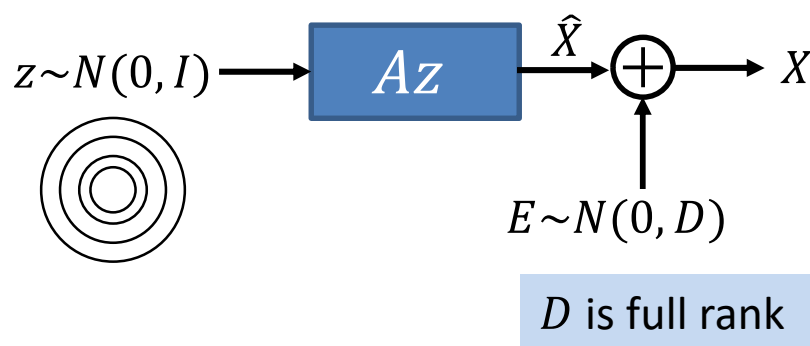 z~N(0, I)
Az
X̂
X
E~N(0, D)
D is full rank